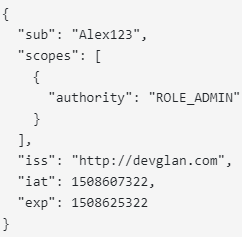 {
  "sub": "Alex123",
  "scopes": [
    {
      "authority": "ROLE_ADMIN"
    }
  ],
  "iss": "http://devglan.com",
  "iat": 1508607322,
  "exp": 1508625322
}